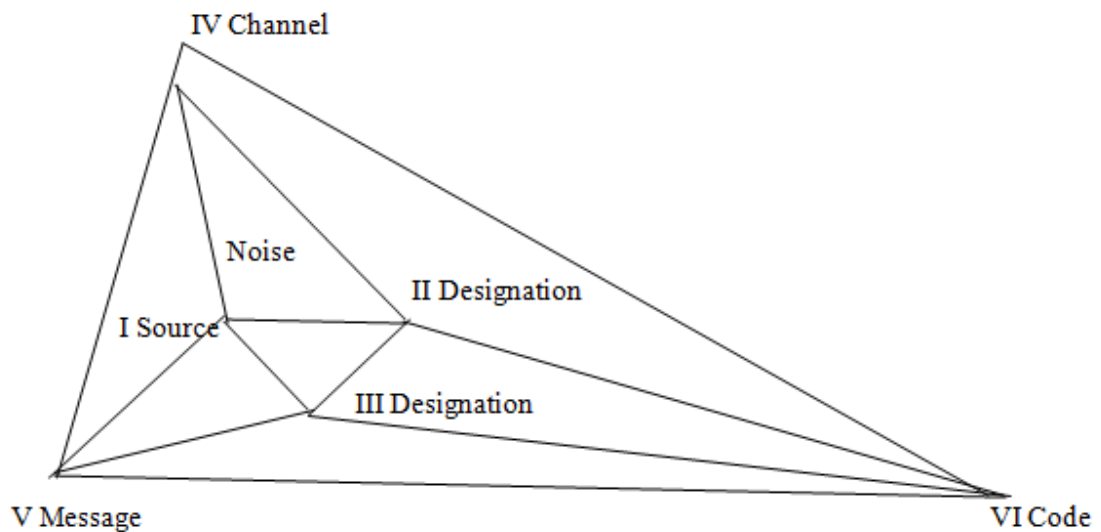 IV Channel
Noise
II Designation
I Source
III Designation
V Message
VI Code